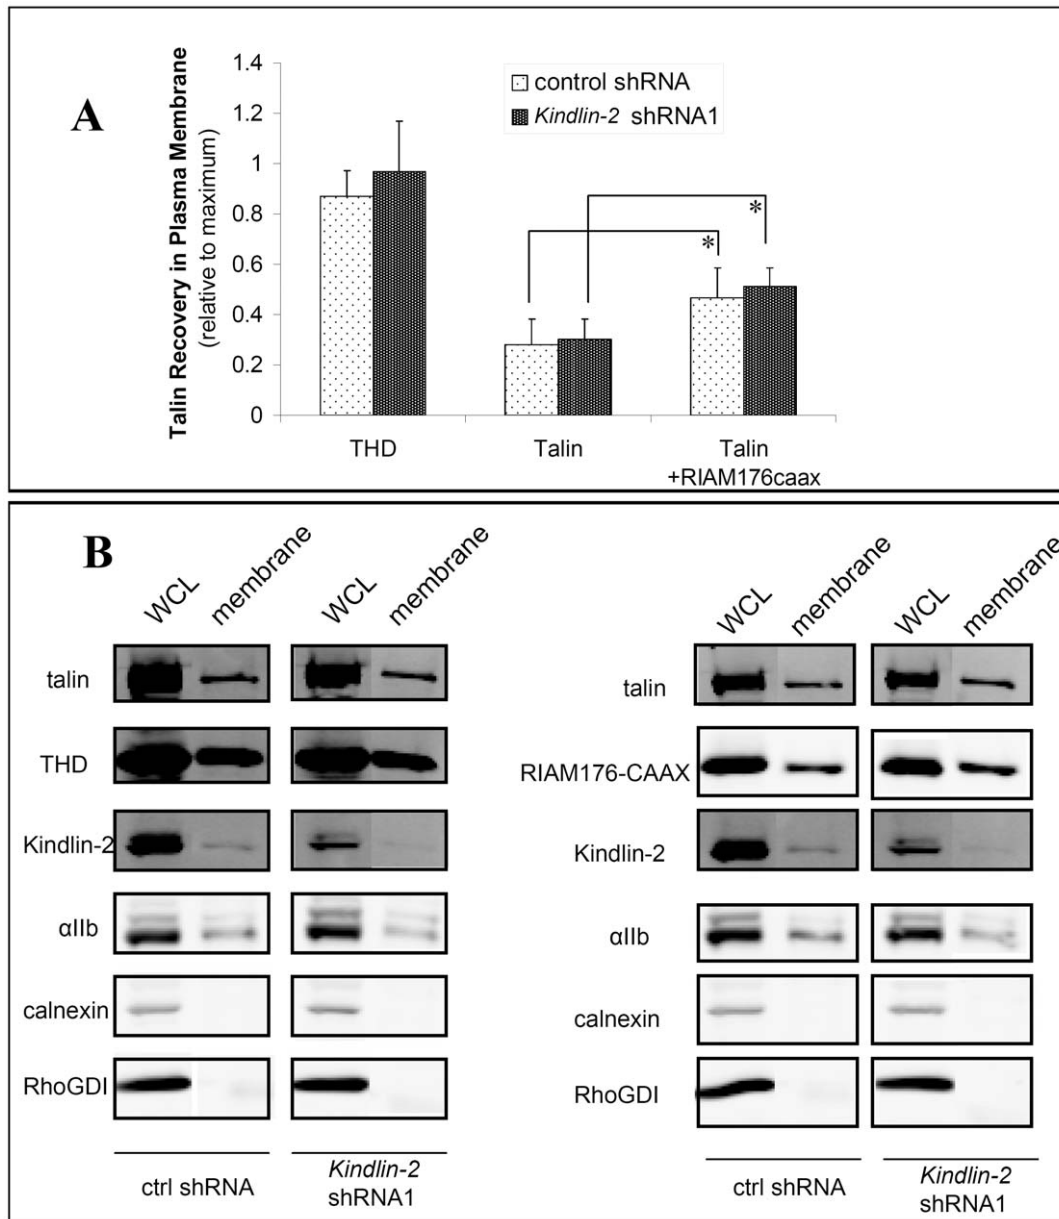 A
Talin Recovery in Plasma Membrane
(relative to maximum)
1.4
1.2
1
0.8
0.6
0.4
0.2
0
control shRNA
Kindlin-2 shRNA1
*
*
THD
Talin
Talin
+RIAM176caax
B
WCL
membrane
WCL
membrane
talin
THD
Kindlin-2
αIIb
calnexin
RhoGDI
ctrl shRNA
Kindlin-2
shRNA1
WCL
membrane
WCL
membrane
talin
RIAM176-CAAX
Kindlin-2
αIIb
calnexin
RhoGDI
ctrl shRNA
Kindlin-2
shRNA1